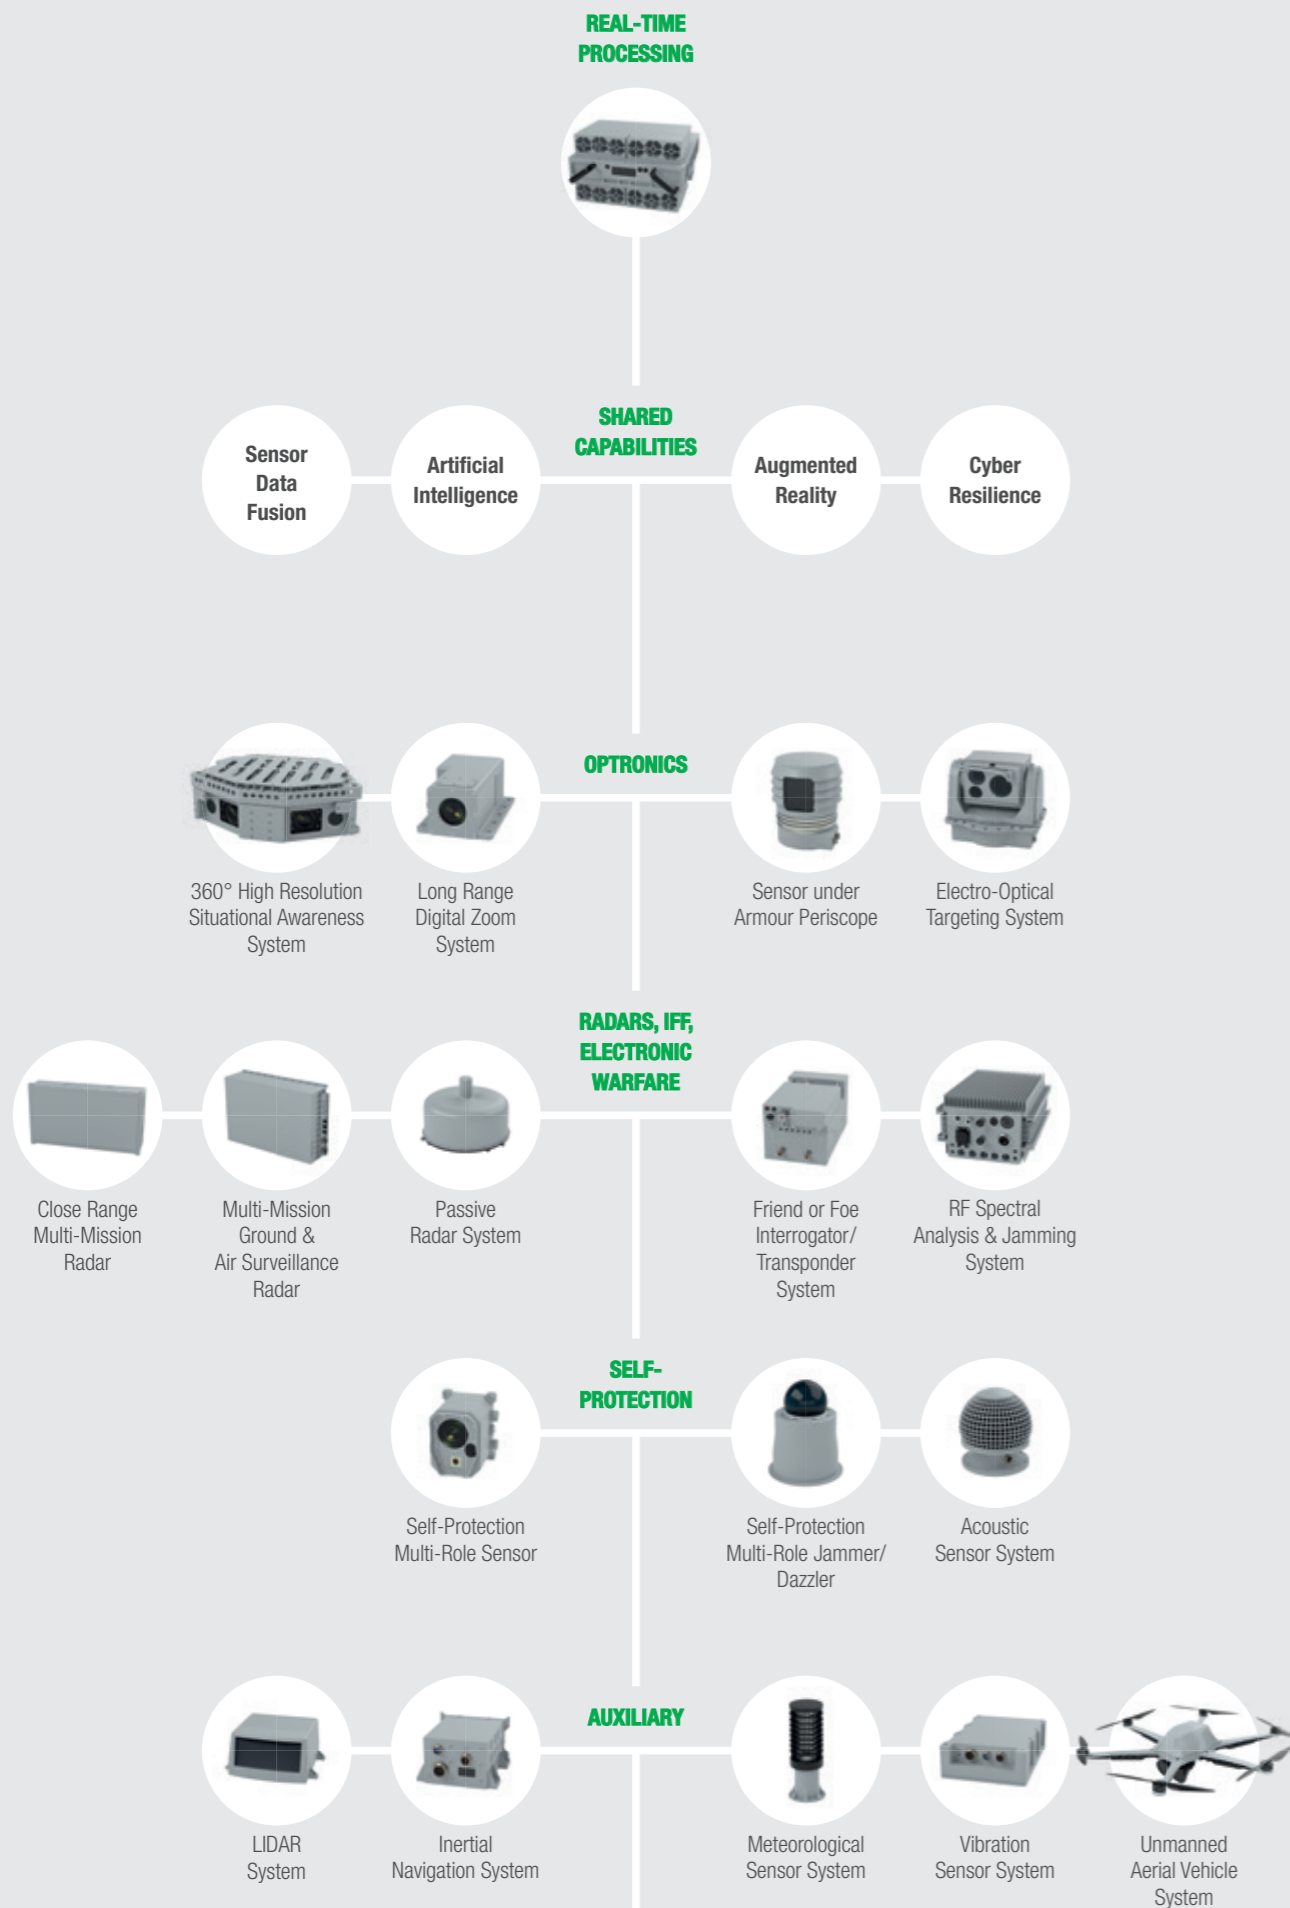 REAL-TIME
PROCESSING
SHARED
CAPABILITIES
Sensor
Data
Fusion
Artificial
Intelligence
Augmented
Reality
Cyber
Resilience
OPTRONICS
360° High Resolution
Situational Awareness
System
Long Range
Digital Zoom
System
Sensor under
Armour Periscope
Electro-Optical
Targeting System
RADARS, IFF,
ELECTRONIC
WARFARE
Close Range
Multi-Mission
Radar
Multi-Mission
Ground &
Air Surveillance
Radar
Passive
Radar System
Friend or Foe
Interrogator/
Transponder
System
RF Spectral
Analysis & Jamming
System
SELF-
PROTECTION
Self-Protection
Multi-Role Sensor
Self-Protection
Multi-Role Jammer/
Dazzler
Acoustic
Sensor System
AUXILIARY
LIDAR
System
Inertial
Navigation System
Meteorological
Sensor System
Vibration
Sensor System
Unmanned
Aerial Vehicle
System